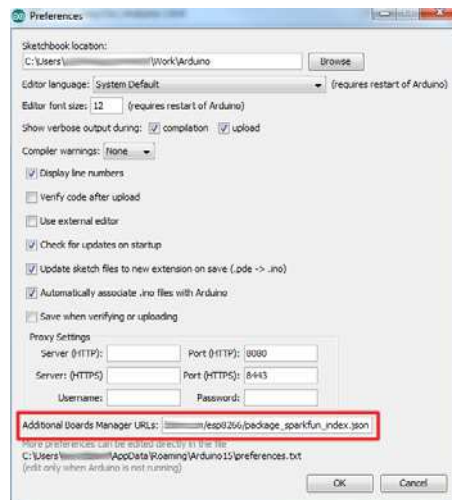 Preferences
Sketchbook location:
C:\Users\ \Work\Arduino Browse
Editor language: System Default (requires restart of Arduino)
Editor font size: 12 (requires restart of Arduino)
Show verbose output during: compilation upload
Compiler warnings: None
Display line numbers
Verify code after upload
Use external editor
Check for updates on startup
Update sketch files to new extension on save (.pde -> .ino)
Automatically associate .ino files with Arduino
Save when verifying or uploading
Proxy Settings
Server (HTTP): Port (HTTP): 8080
Server: (HTTPS) Port (HTTPS): 8443
Username: Password:
Additional Boards Manager URLs: /esp8266/package_sparkfun_index.json
More preferences can be edited directly in the file
C:\Users\ \AppData\Roaming\Arduino15\preferences.txt
(edit only when Arduino is not running)
OK Cancel